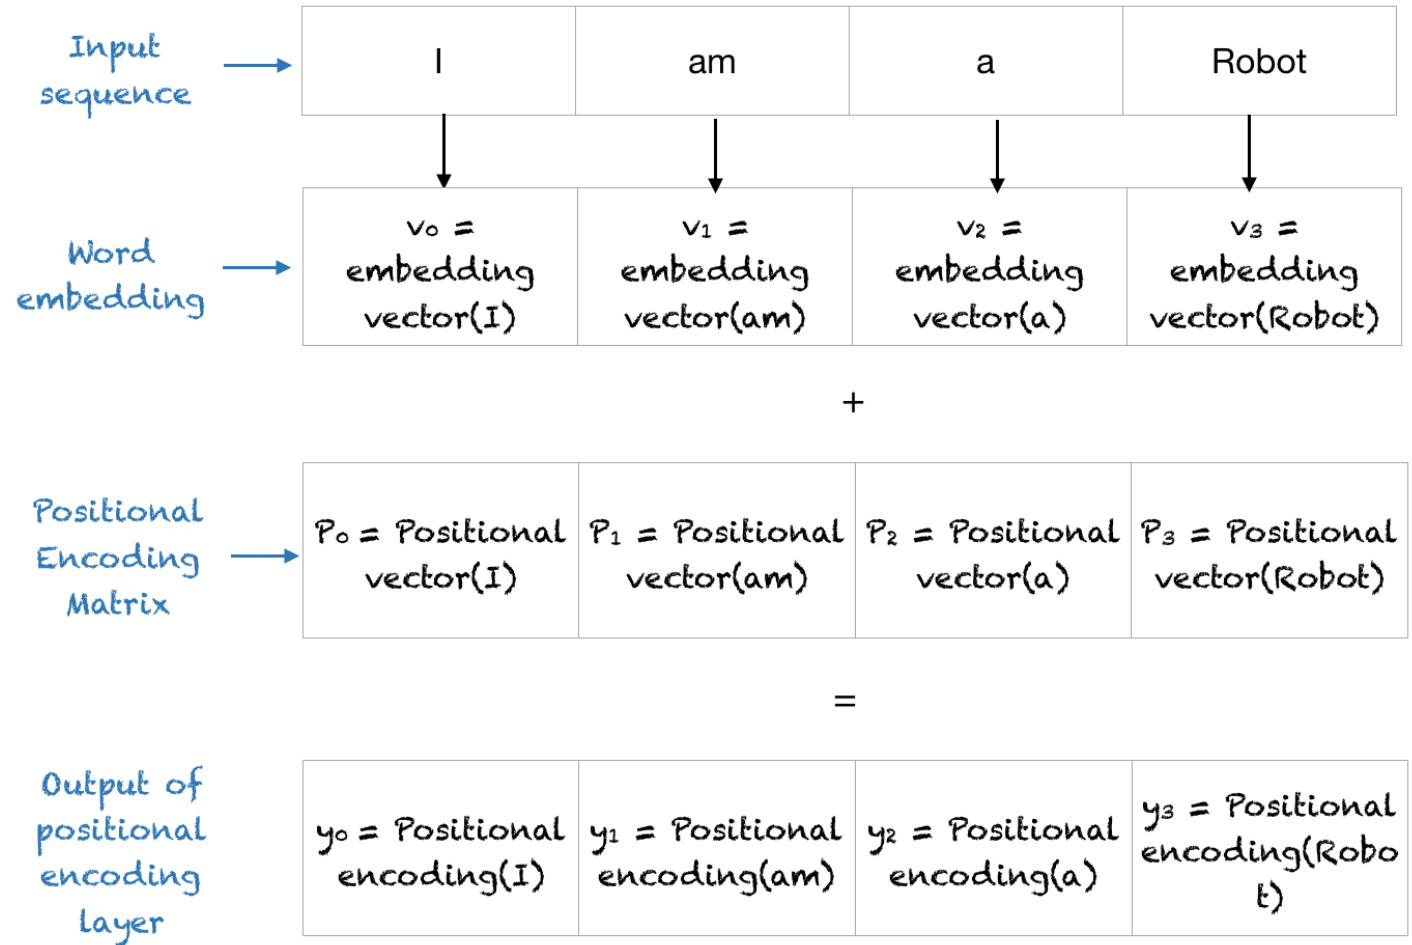 Input
sequence
I
am
a
Robot
Word
embedding
v0 =
embedding
vector(I)
v1 =
embedding
vector(am)
v2 =
embedding
vector(a)
v3 =
embedding
vector(Robot)
+
Positional
Encoding
Matrix
P0 = Positional
vector(I)
P1 = Positional
vector(am)
P2 = Positional
vector(a)
P3 = Positional
vector(Robot)
=
Output of
positional
encoding
layer
y0 = Positional
encoding(I)
y1 = Positional
encoding(am)
y2 = Positional
encoding(a)
y3 = Positional
encoding(Robo
t)